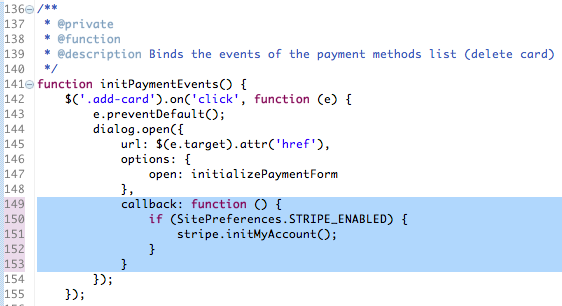 136 /**
137  * @private
138  * @function
139  * @description Binds the events of the payment methods list (delete card)
140  */
141 function initPaymentEvents() {
142     $('.add-card').on('click', function (e) {
143         e.preventDefault();
144         dialog.open({
145             url: $(e.target).attr('href'),
146             options: {
147                 open: initializePaymentForm
148             },
149             callback: function () {
150                 if (SitePreferences.STRIPE_ENABLED) {
151                     stripe.initMyAccount();
152                 }
153             }
154         });
155     });